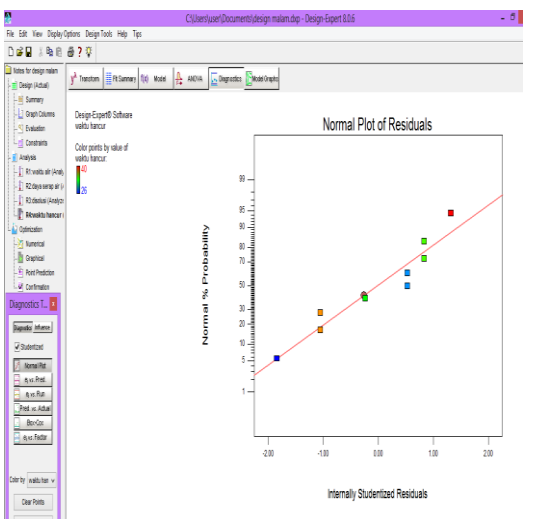 C:\Users\user\Documents\design malam.dxp - Design-Expert 8.0.6
File Edit View Display Options Design Tools Help Tips
Notes for design malam
Design (Actual)
Summary
Graph Columns
Evaluation
Constraints
Analysis
R1:waktu alir (Analy
R2:daya serap air (
R3:disolusi (Analyze
R4:waktu hancur
Optimization
Numerical
Graphical
Point Prediction
Confirmation
y^λ Transform Fit Summary f(x) Model ANOVA Diagnostics Model Graphs
Design-Expert® Software
waktu hancur
Color points by value of
waktu hancur:
40
26
Normal Plot of Residuals
Normal % Probability
99
95
90
80
70
50
30
20
10
5
1
-2.00 -1.00 0.00 1.00 2.00
Internally Studentized Residuals
Diagnostics T...
Diagnostics Influence
Studentized
Normal Plot
eᵢ vs. Pred.
eᵢ vs. Run
Pred. vs. Actual
Box-Cox
eᵢ vs. Factor
Color by waktu han
Clear Points